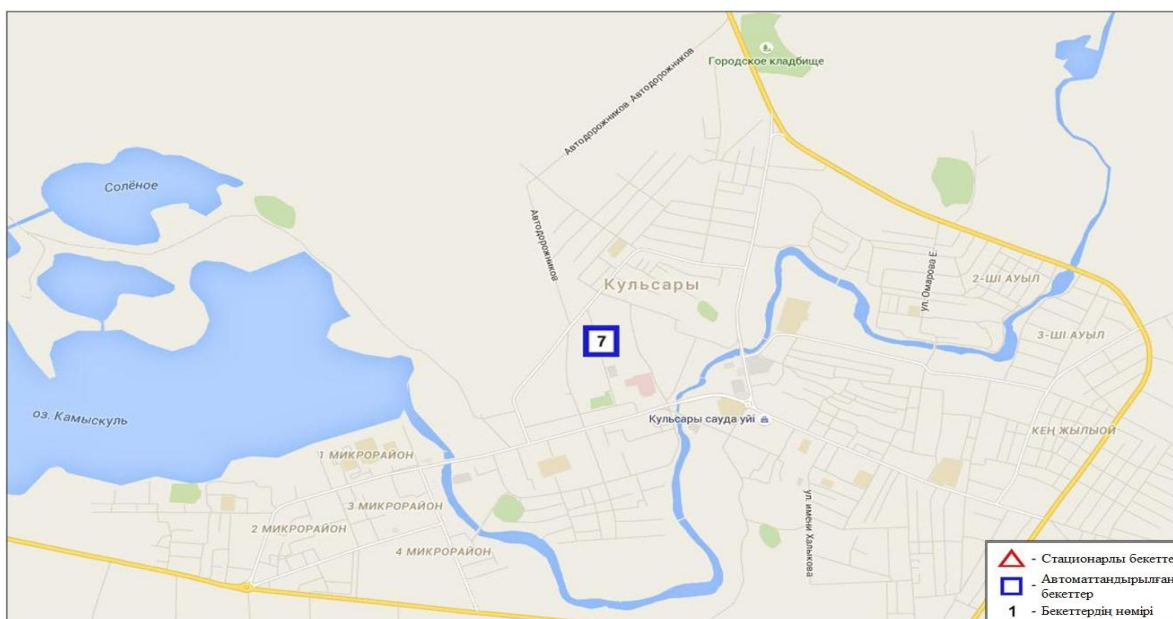 Городское кладбище
Автодорожников Автодорожников
Солёное
Автодорожников
ул. Омарова Е.
2-ШІ АУЫЛ
Кульсары
3-ШІ АУЫЛ
7
оз. Камыскуль
Кульсары сауда уйі
КЕҢ ЖЫЛЫОЙ
1 МИКРОРАЙОН
3 МИКРОРАЙОН
2 МИКРОРАЙОН
4 МИКРОРАЙОН
ул. имени Халыкова
- Стационарлы бекетте
- Автоматтандырылған
бекеттер
1 - Бекеттердің нөмірі